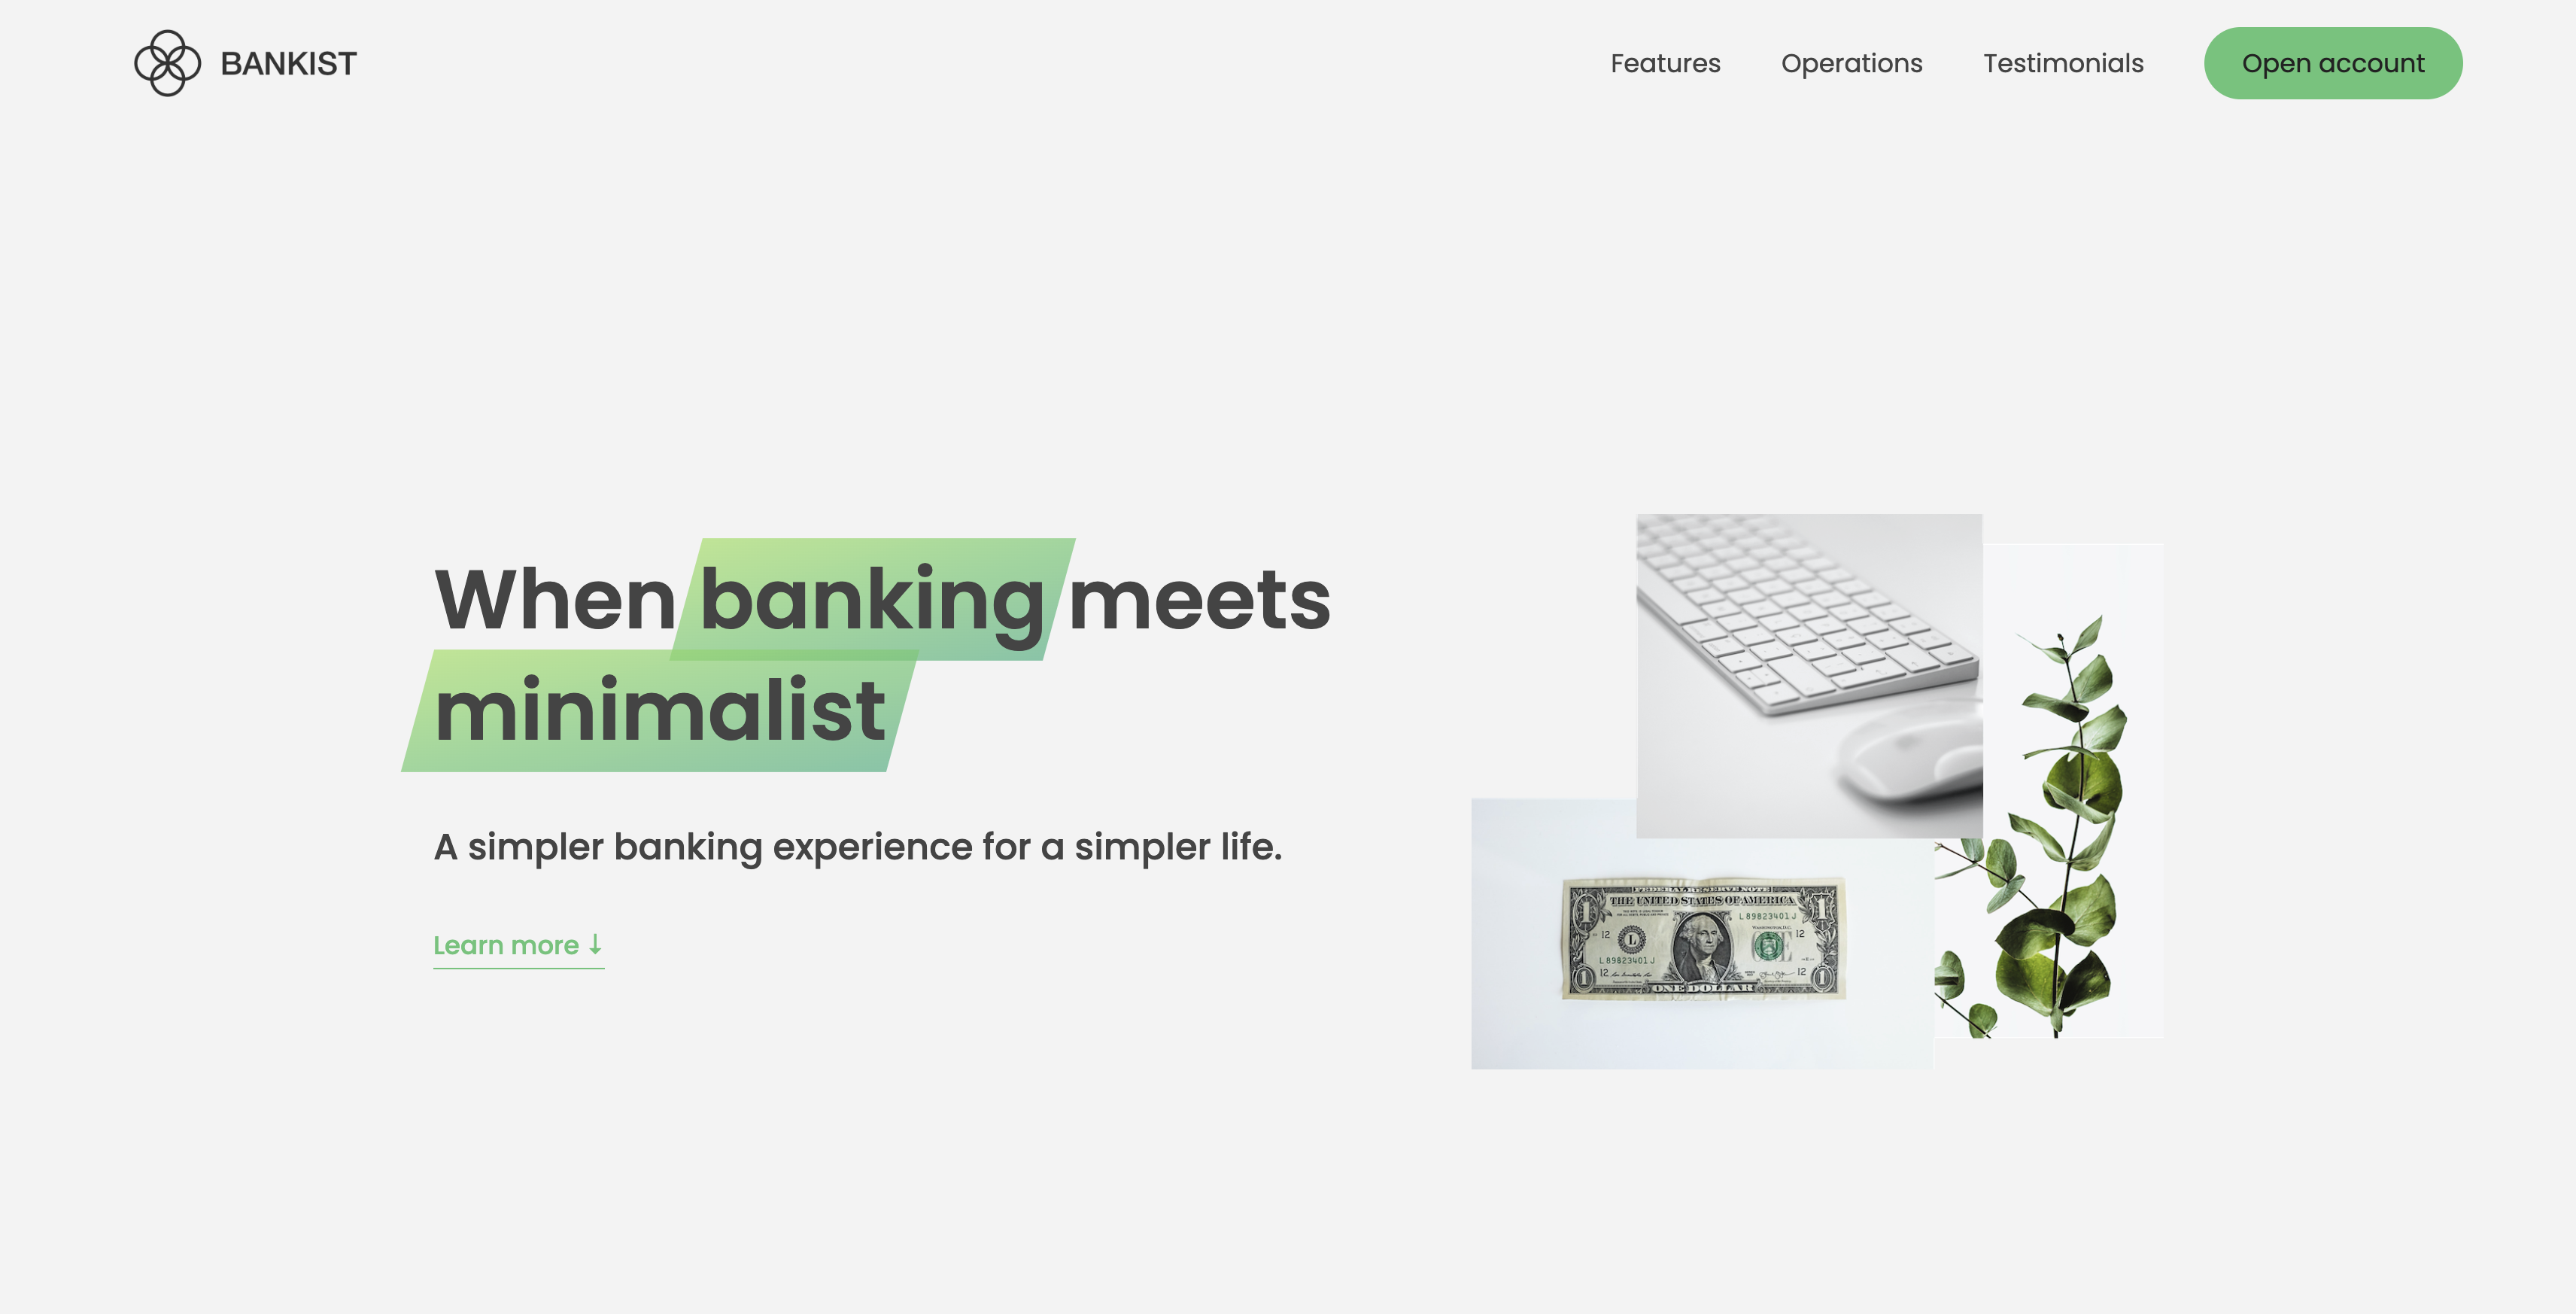 BANKIST
Features
Operations
Testimonials
Open account
When banking meets
minimalist
A simpler banking experience for a simpler life.
Learn more ↓
FEDERAL RESERVE NOTE
THE UNITED STATES OF AMERICA
L 89823401 J
WASHINGTON, D.C.
12
12
L
L 89823401 J
12
12
1
1
1
1
ONE DOLLAR